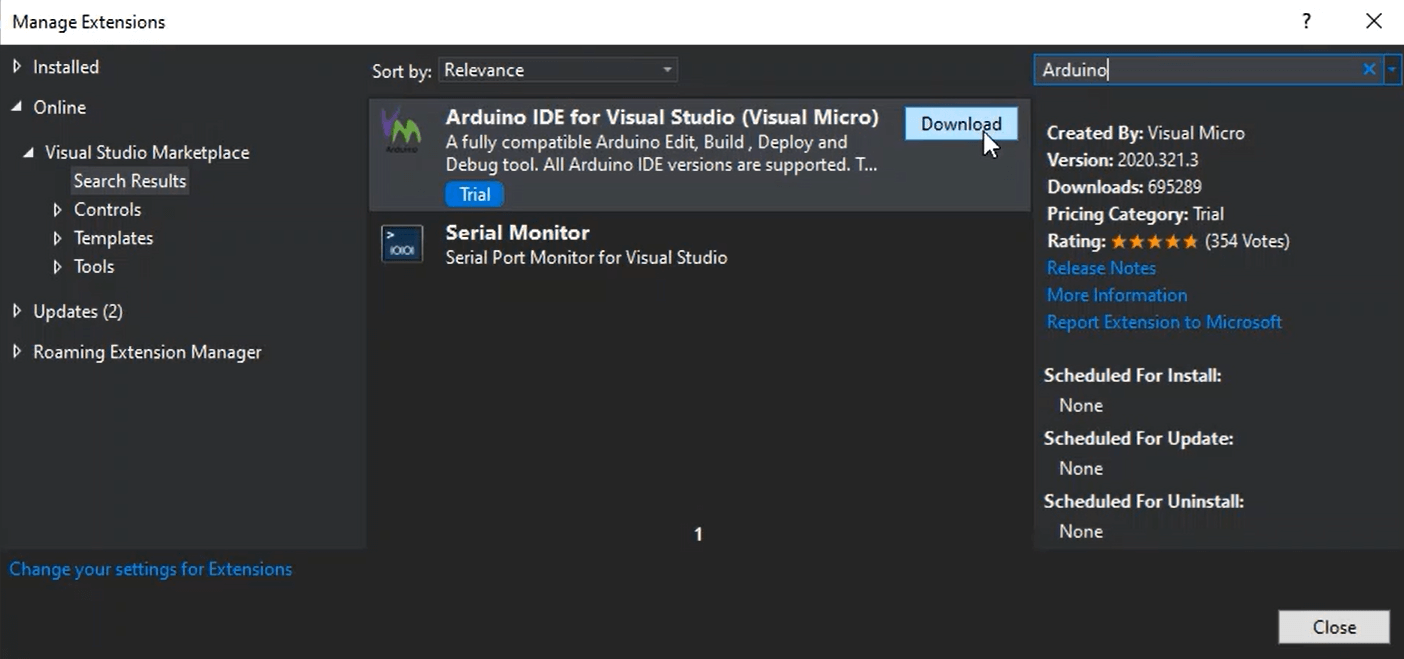 Manage Extensions
?
Installed
Online
Visual Studio Marketplace
Search Results
Controls
Templates
Tools
Updates (2)
Roaming Extension Manager
Change your settings for Extensions
Sort by: Relevance
Arduino IDE for Visual Studio (Visual Micro)
Download
A fully compatible Arduino Edit, Build , Deploy and
Debug tool. All Arduino IDE versions are supported. T...
Trial
Arduino
Serial Monitor
Serial Port Monitor for Visual Studio
1
Arduino
Created By: Visual Micro
Version: 2020.321.3
Downloads: 695289
Pricing Category: Trial
Rating: ★★★★★ (354 Votes)
Release Notes
More Information
Report Extension to Microsoft
Scheduled For Install:
None
Scheduled For Update:
None
Scheduled For Uninstall:
None
Close